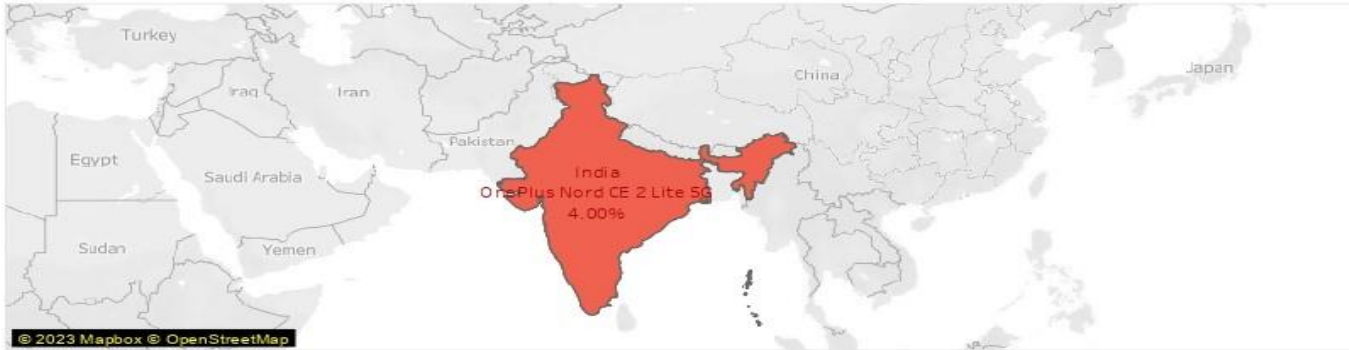 Turkey
China
Japan
Iraq
Iran
Pakistan
Egypt
Saudi Arabia
India
OnePlus Nord CE 2 Lite 5G
4.00%
Sudan
Yemen
© 2023 Mapbox © OpenStreetMap